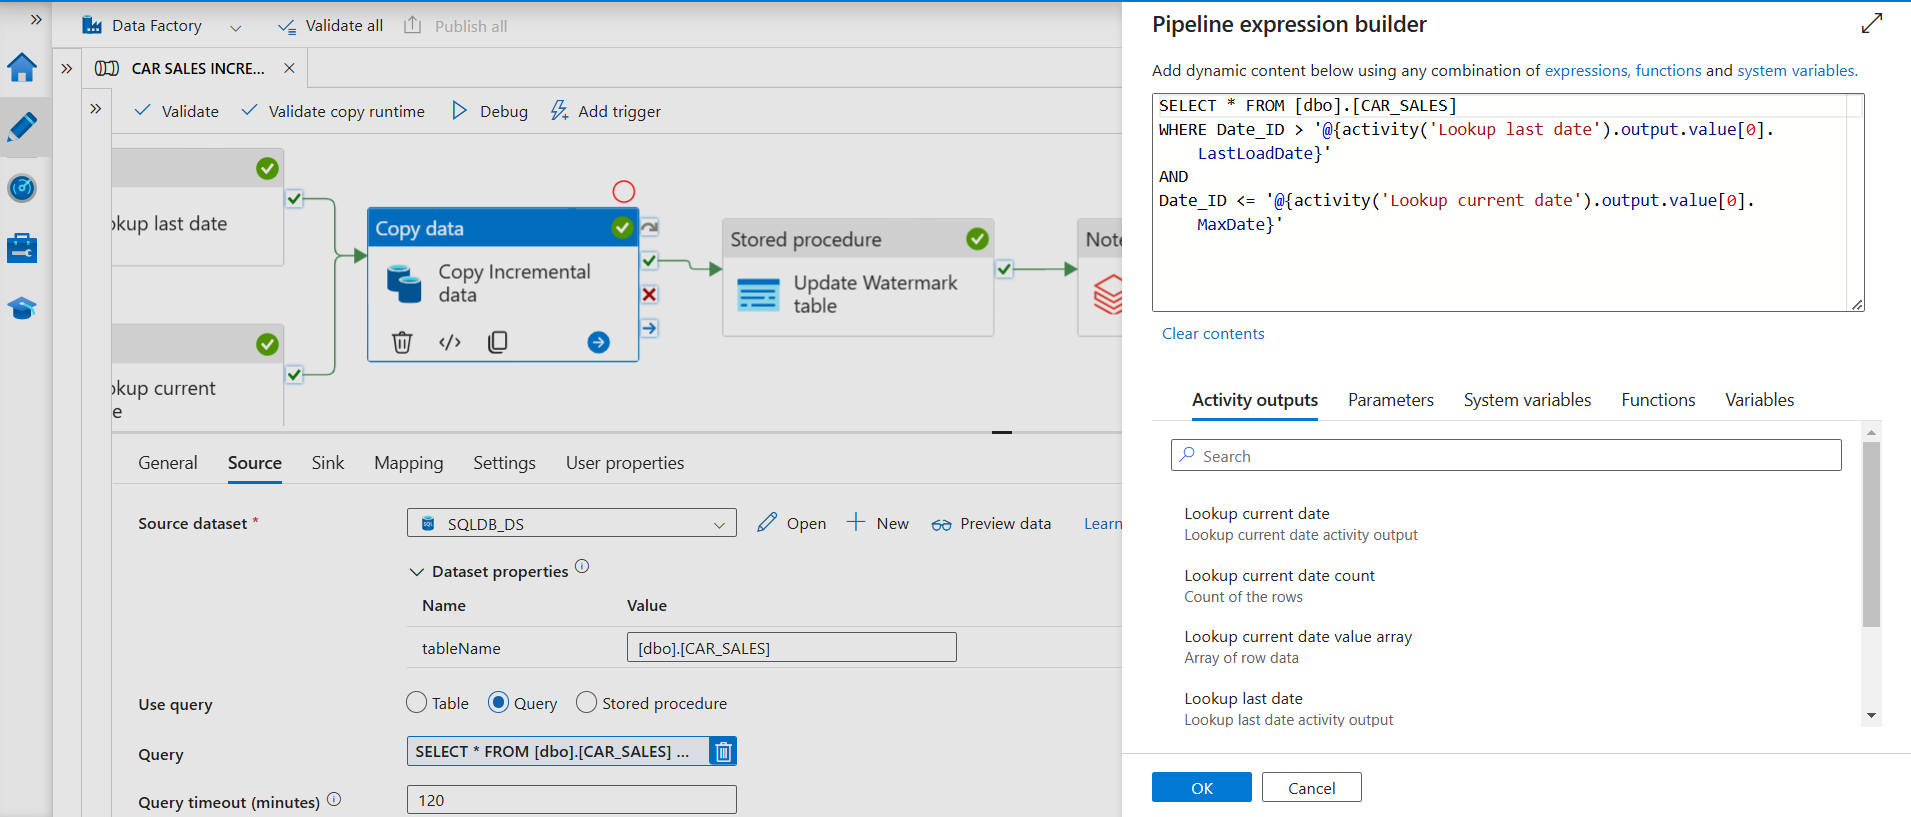 Data Factory
Validate all
Publish all
CAR SALES INCRE...
Validate
Validate copy runtime
Debug
Add trigger
kup last date
kup current
e
Copy data
Copy Incremental
data
Stored procedure
Update Watermark
table
Note
General
Source
Sink
Mapping
Settings
User properties
Source dataset *
SQL
SQLDB_DS
Open
New
Preview data
Learn
Dataset properties
Name
Value
tableName
[dbo].[CAR_SALES]
Use query
Table
Query
Stored procedure
Query
SELECT * FROM [dbo].[CAR_SALES] ...
Query timeout (minutes)
120
Pipeline expression builder
Add dynamic content below using any combination of expressions, functions and system variables.
SELECT * FROM [dbo].[CAR_SALES]
WHERE Date_ID > '@{activity('Lookup last date').output.value[0].
LastLoadDate}'
AND
Date_ID <= '@{activity('Lookup current date').output.value[0].
MaxDate}'
Clear contents
Activity outputs
Parameters
System variables
Functions
Variables
Search
Lookup current date
Lookup current date activity output
Lookup current date count
Count of the rows
Lookup current date value array
Array of row data
Lookup last date
Lookup last date activity output
OK
Cancel